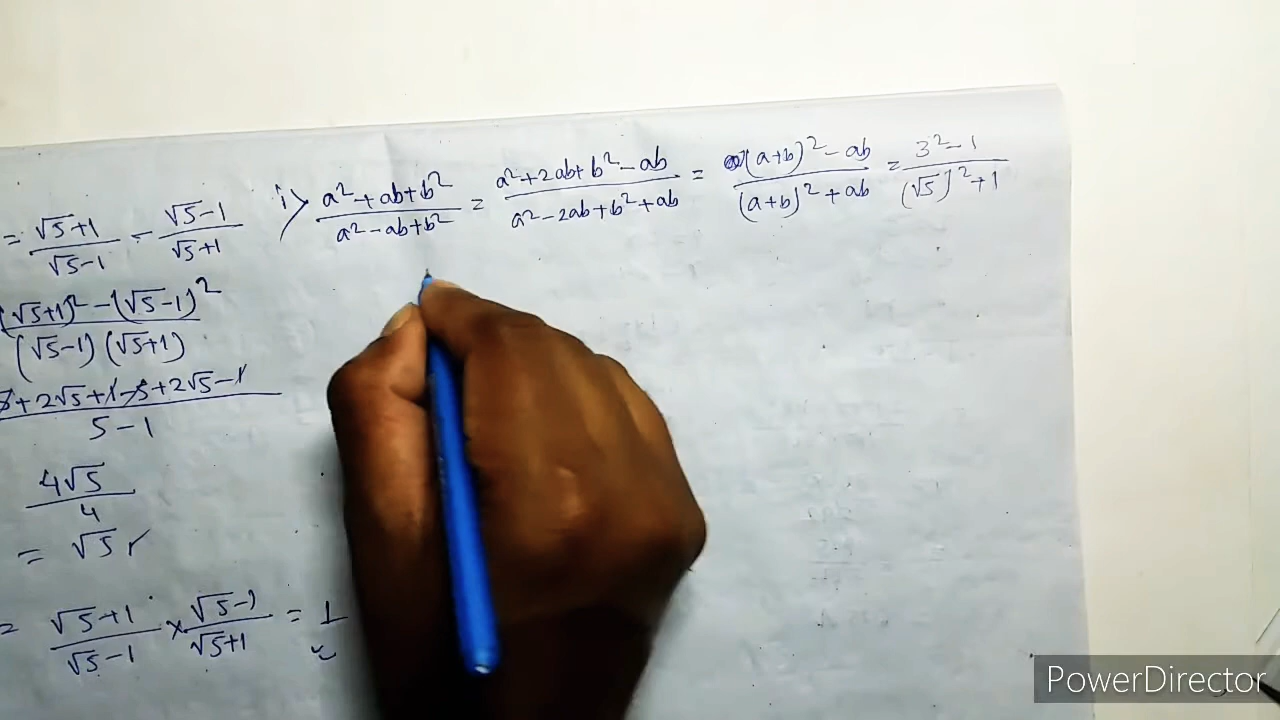 = √5+1/√5-1 - √5-1/√5+1
(√5+1)² - (√5-1)²/(√5-1) (√5+1)
5 + 2√5 + 1 - 5 + 2√5 - 1/5 - 1
4√5/4
= √5
= √5+1/√5-1 × √5-1/√5+1 = 1
i> a² + ab + b²/a² - ab + b² = a² + 2ab + b² - ab/a² - 2ab + b² + ab = (a+b)² - ab/(a+b)² + ab = 3² - 1/(√5)² + 1
PowerDirector